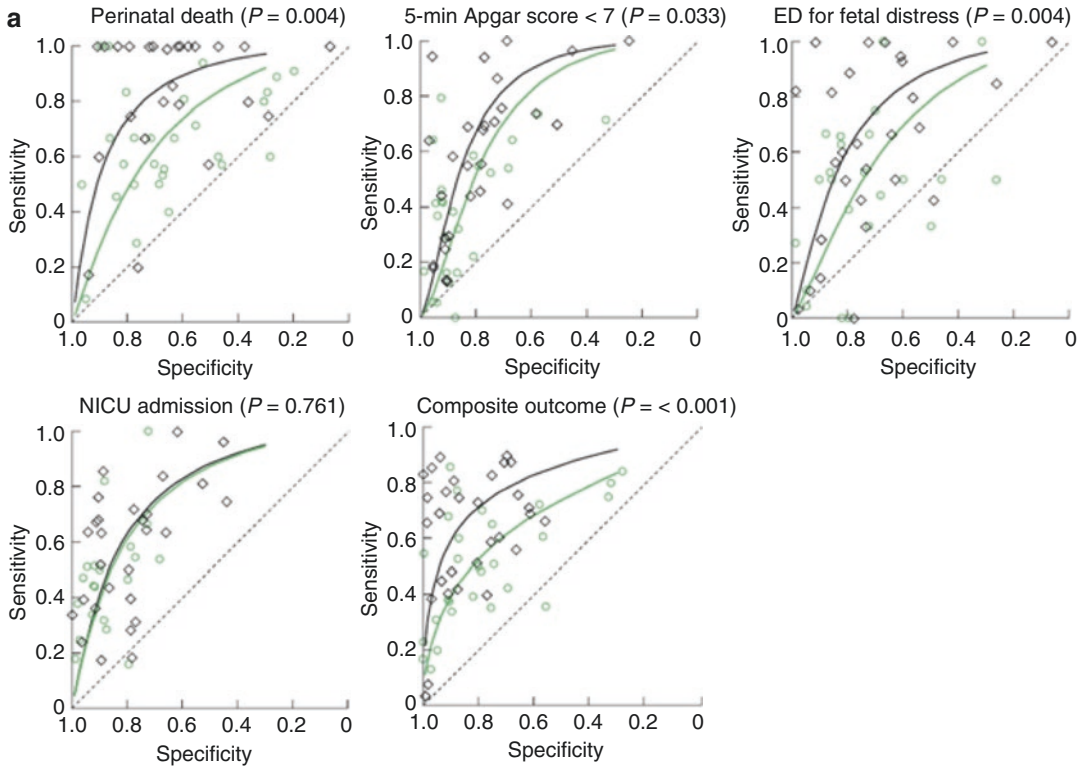 a
Perinatal death (P = 0.004)
Sensitivity
1.0
0.8
0.6
0.4
0.2
0
1.0 0.8 0.6 0.4 0.2 0
Specificity
5-min Apgar score < 7 (P = 0.033)
Sensitivity
1.0
0.8
0.6
0.4
0.2
0
1.0 0.8 0.6 0.4 0.2 0
Specificity
ED for fetal distress (P = 0.004)
Sensitivity
1.0
0.8
0.6
0.4
0.2
0
1.0 0.8 0.6 0.4 0.2 0
Specificity
NICU admission (P = 0.761)
Sensitivity
1.0
0.8
0.6
0.4
0.2
0
1.0 0.8 0.6 0.4 0.2 0
Specificity
Composite outcome (P = < 0.001)
Sensitivity
1.0
0.8
0.6
0.4
0.2
0
1.0 0.8 0.6 0.4 0.2 0
Specificity